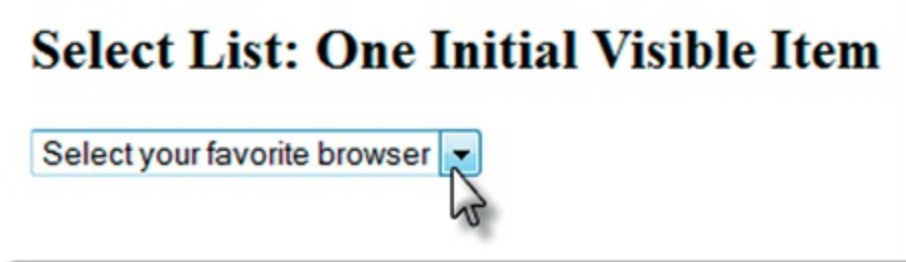 Select List: One Initial Visible Item
Select your favorite browser